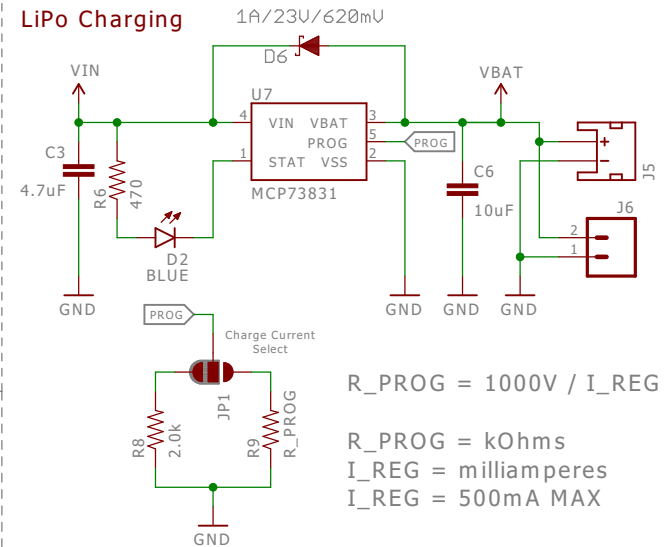 LiPo Charging
1A/23V/620mV
D6
VIN
VBAT
U7
4
VIN
VBAT
3
PROG
5
PROG
1
STAT
VSS
2
MCP73831
C3
4.7uF
R6
470
D2
BLUE
C6
10uF
+
-
J5
J6
2
1
GND
GND
GND
GND
PROG
Charge Current
Select
JP1
R8
2.0k
R9
R_PROG
GND
R_PROG = 1000V / I_REG
R_PROG = kOhms
I_REG = milliamperes
I_REG = 500mA MAX